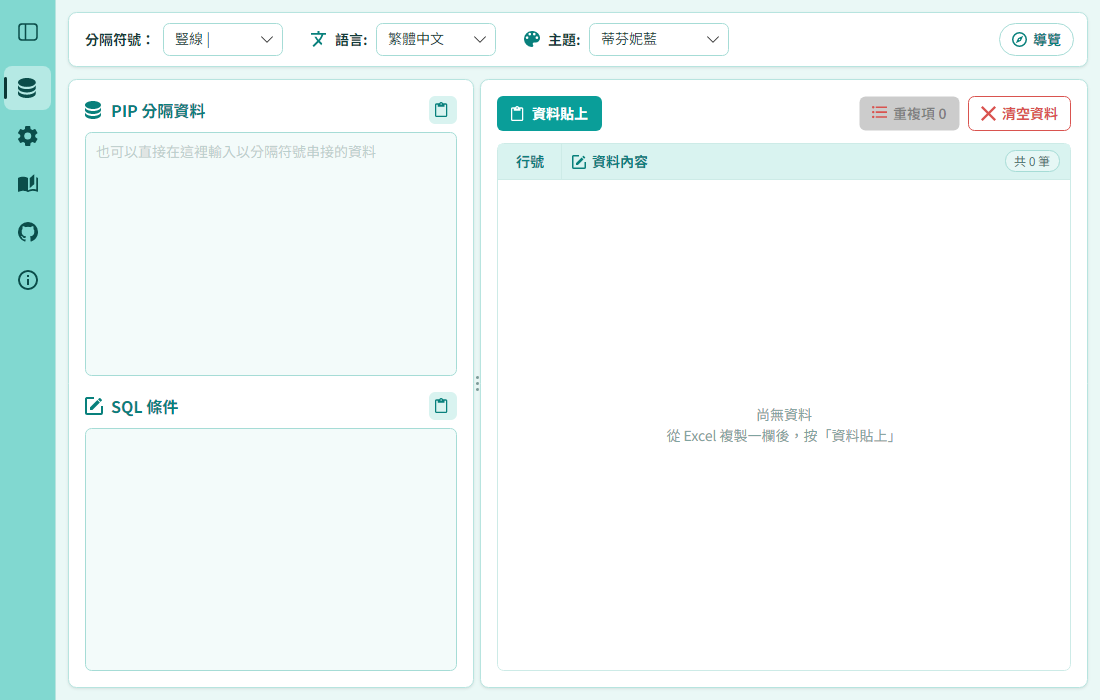 分隔符號：
豎線 |
語言:
繁體中文
主題:
蒂芬妮藍
導覽
PIP 分隔資料
也可以直接在這裡輸入以分隔符號串接的資料
SQL 條件
資料貼上
重複項 0
清空資料
行號
資料內容
共 0 筆
尚無資料
從 Excel 複製一欄後，按「資料貼上」